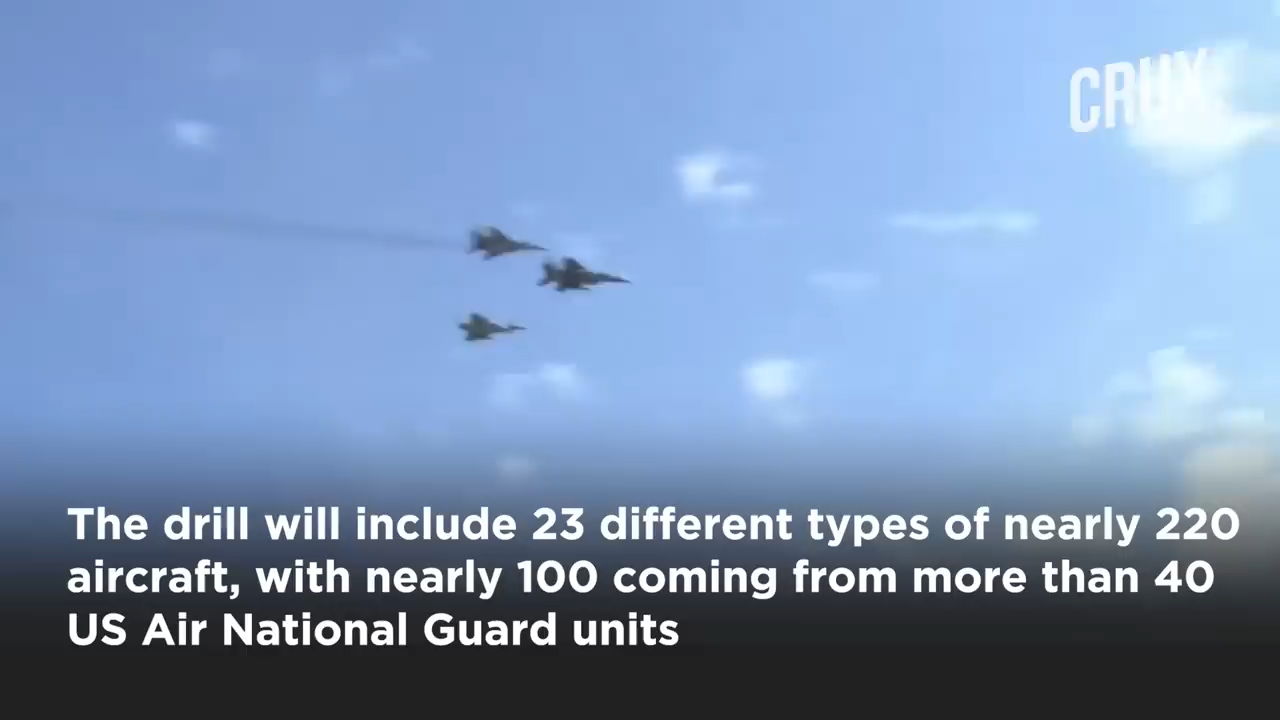 CRUX
The drill will include 23 different types of nearly 220
aircraft, with nearly 100 coming from more than 40
US Air National Guard units